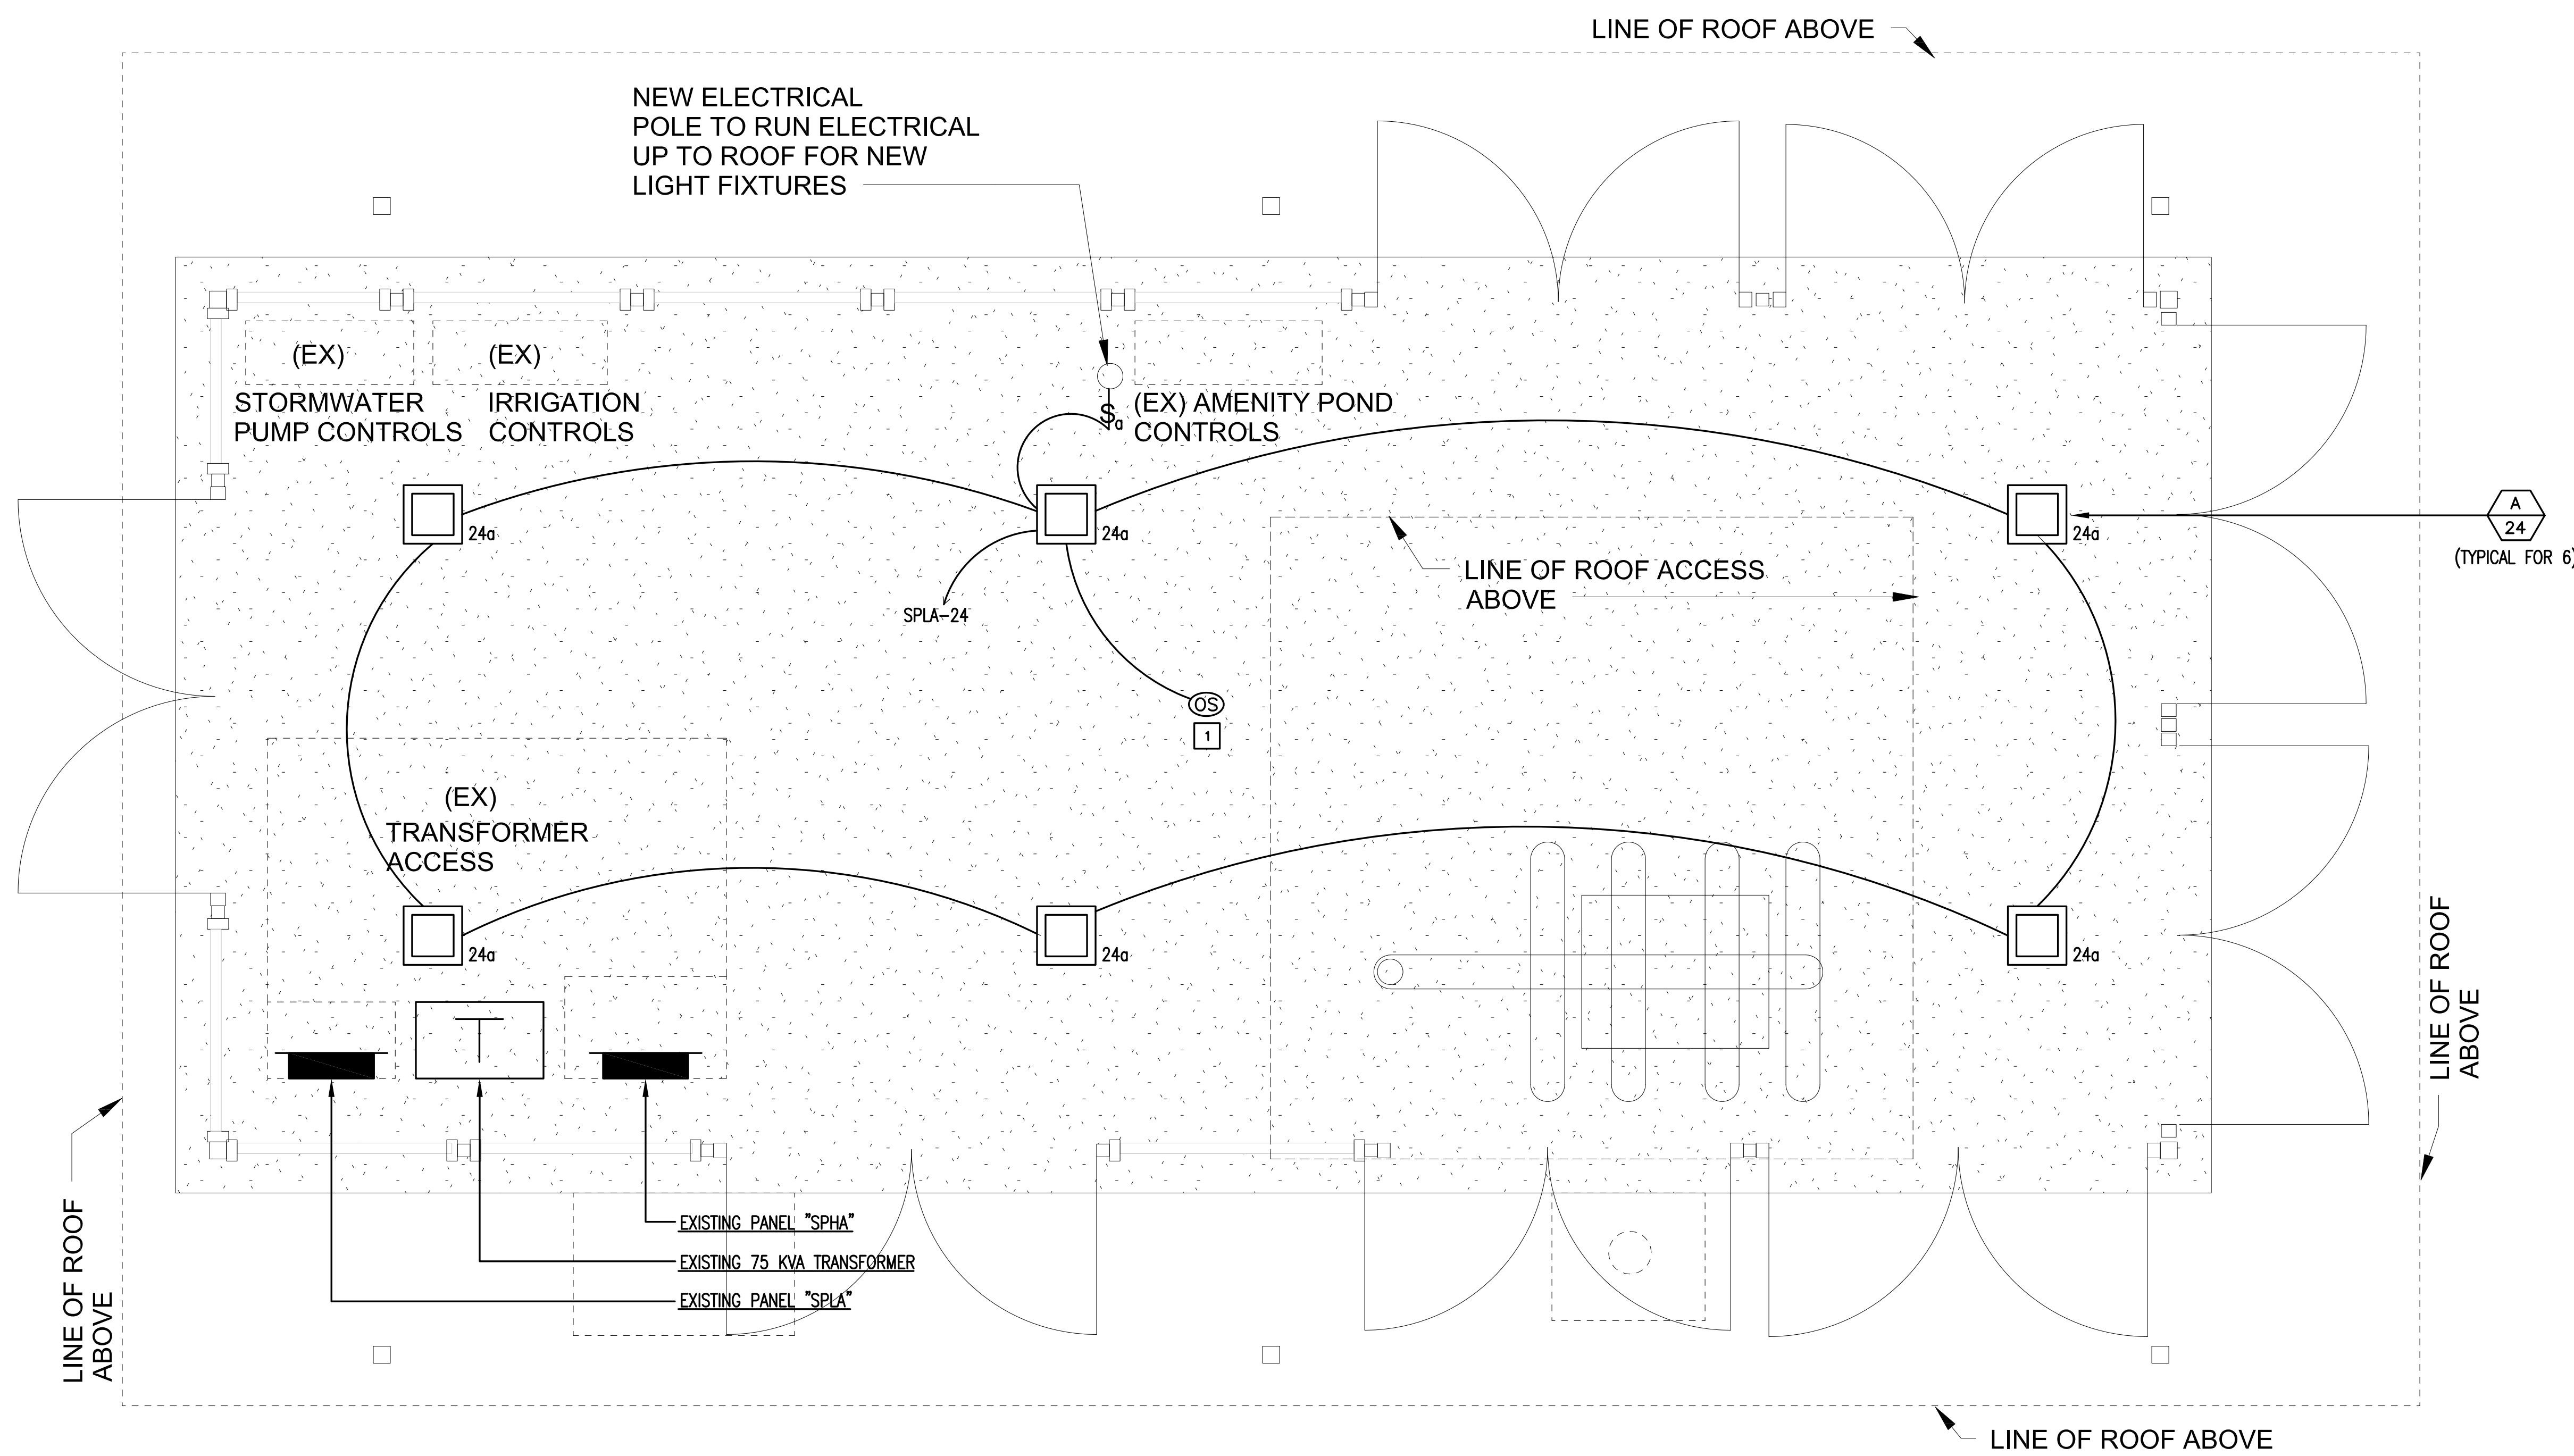 LINE OF ROOF ABOVE
NEW ELECTRICAL
POLE TO RUN ELECTRICAL
UP TO ROOF FOR NEW
LIGHT FIXTURES
(EX)
STORMWATER
PUMP CONTROLS
(EX)
IRRIGATION
CONTROLS
$a
(EX) AMENITY POND
CONTROLS
24a
24a
24a
A
24
(TYPICAL FOR 6)
LINE OF ROOF ACCESS
ABOVE
SPLA-24
OS
1
(EX)
TRANSFORMER
ACCESS
24a
24a
24a
T
EXISTING PANEL "SPHA"
EXISTING 75 KVA TRANSFORMER
EXISTING PANEL "SPLA"
LINE OF ROOF
ABOVE
LINE OF ROOF
ABOVE
LINE OF ROOF ABOVE